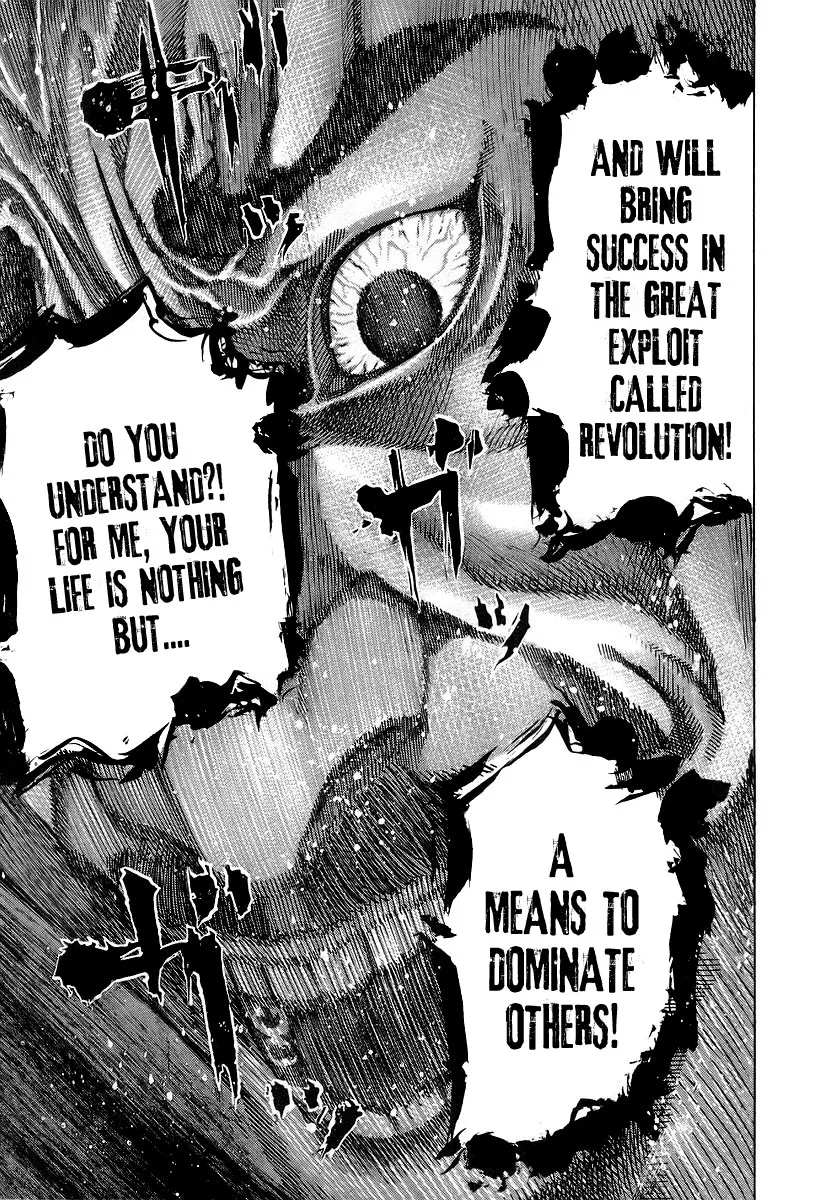 AND WILL
BRING
SUCCESS IN
THE GREAT
EXPLOIT
CALLED
REVOLUTION!
DO YOU
UNDERSTAND?!
FOR ME, YOUR
LIFE IS NOTHING
BUT....
A
MEANS TO
DOMINATE
OTHERS!